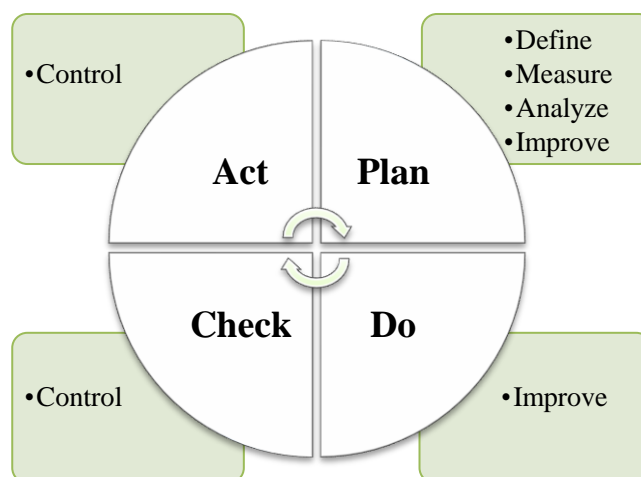 •Control
•Define
•Measure
•Analyze
•Improve
Act
Plan
Check
Do
•Control
•Improve